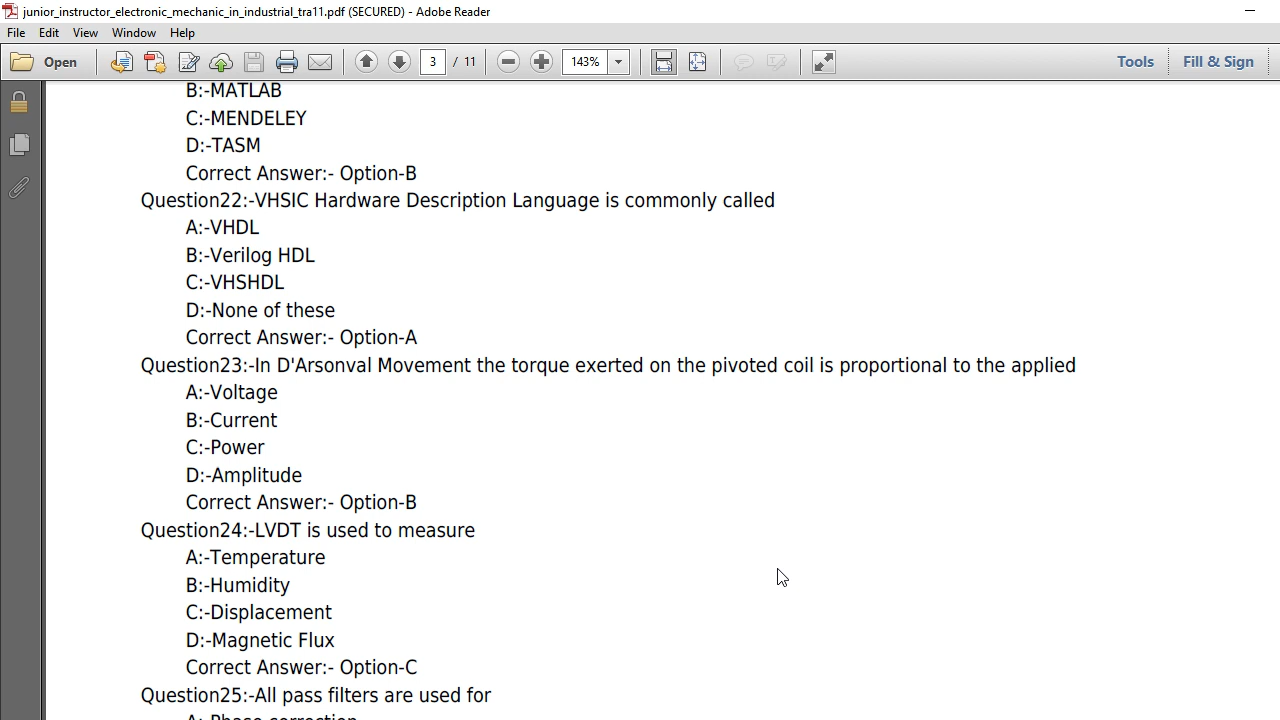 junior_instructor_electronic_mechanic_in_industrial_tra11.pdf (SECURED) - Adobe Reader
File Edit View Window Help
Open 3 / 11 143% Tools Fill & Sign
B:-MATLAB
C:-MENDELEY
D:-TASM
Correct Answer:- Option-B
Question22:-VHSIC Hardware Description Language is commonly called
A:-VHDL
B:-Verilog HDL
C:-VHSHDL
D:-None of these
Correct Answer:- Option-A
Question23:-In D'Arsonval Movement the torque exerted on the pivoted coil is proportional to the applied
A:-Voltage
B:-Current
C:-Power
D:-Amplitude
Correct Answer:- Option-B
Question24:-LVDT is used to measure
A:-Temperature
B:-Humidity
C:-Displacement
D:-Magnetic Flux
Correct Answer:- Option-C
Question25:-All pass filters are used for
A:-Phase correction